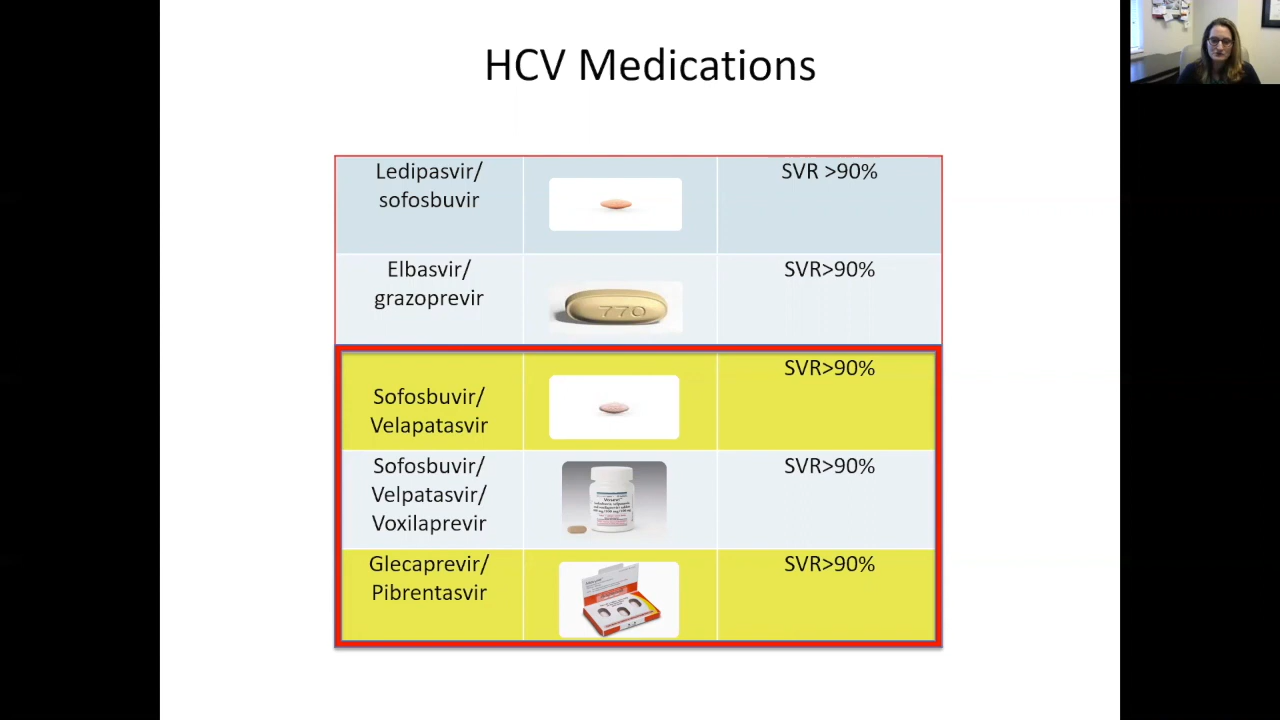 HCV Medications
Ledipasvir/
sofosbuvir
SVR >90%
Elbasvir/
grazoprevir
770
SVR>90%
Sofosbuvir/
Velapatasvir
SVR>90%
Sofosbuvir/
Velpatasvir/
Voxilaprevir
SVR>90%
Glecaprevir/
Pibrentasvir
SVR>90%